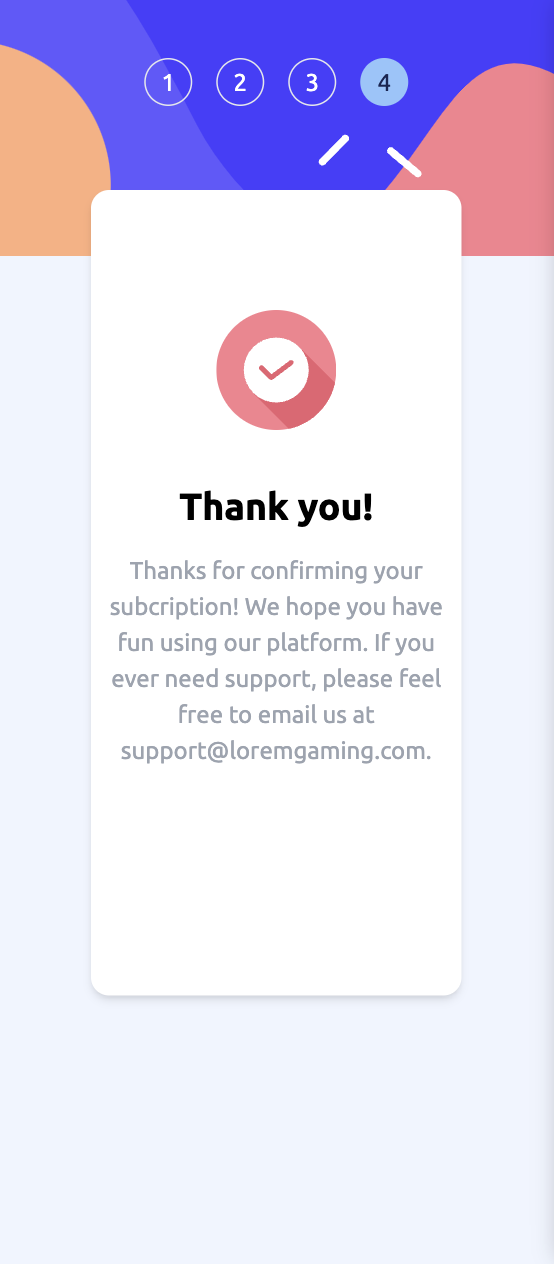 1 2 3 4
Thank you!
Thanks for confirming your
subcription! We hope you have
fun using our platform. If you
ever need support, please feel
free to email us at
support@loremgaming.com.